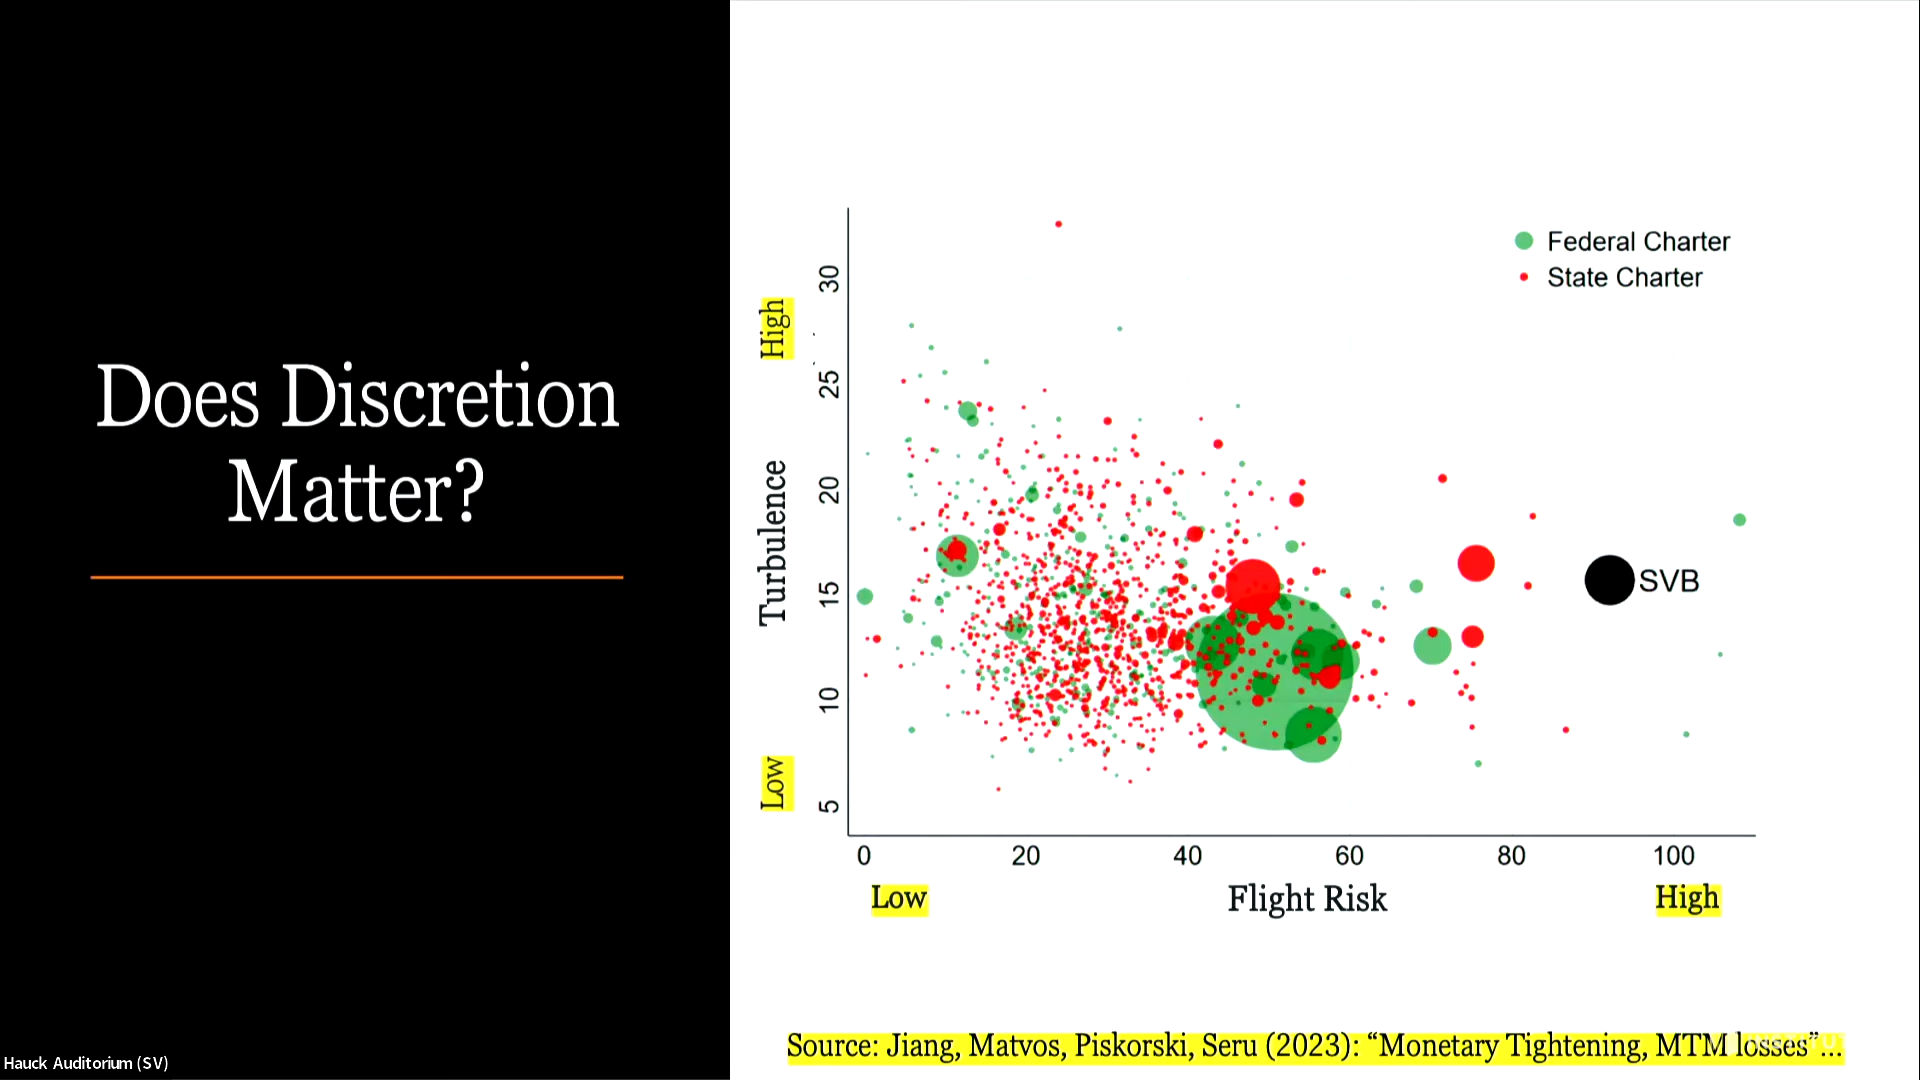 Does Discretion
Matter?
Federal Charter
State Charter
High
Turbulence
Low
30
25
20
15
10
5
SVB
0 20 40 60 80 100
Low Flight Risk High
Source: Jiang, Matvos, Piskorski, Seru (2023): “Monetary Tightening, MTM losses”...
Hauck Auditorium (SV)